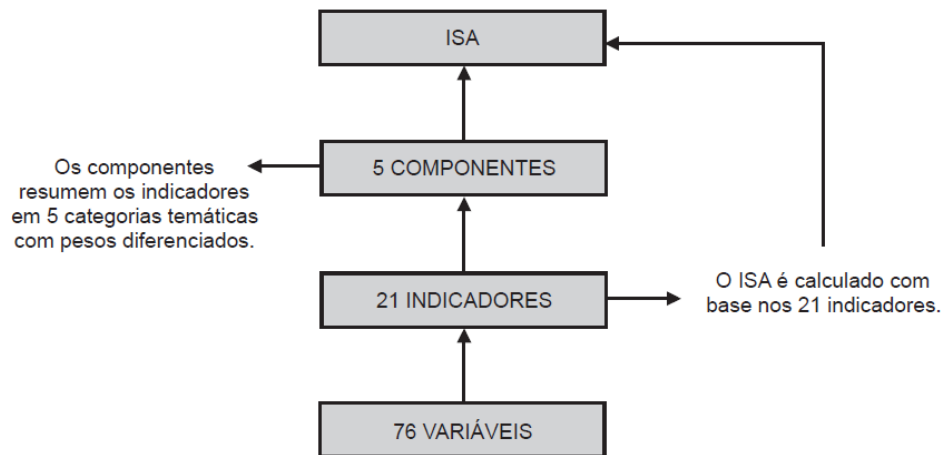 ISA
5 COMPONENTES
Os componentes
resumem os indicadores
em 5 categorias temáticas
com pesos diferenciados.
21 INDICADORES
O ISA é calculado com
base nos 21 indicadores.
76 VARIÁVEIS